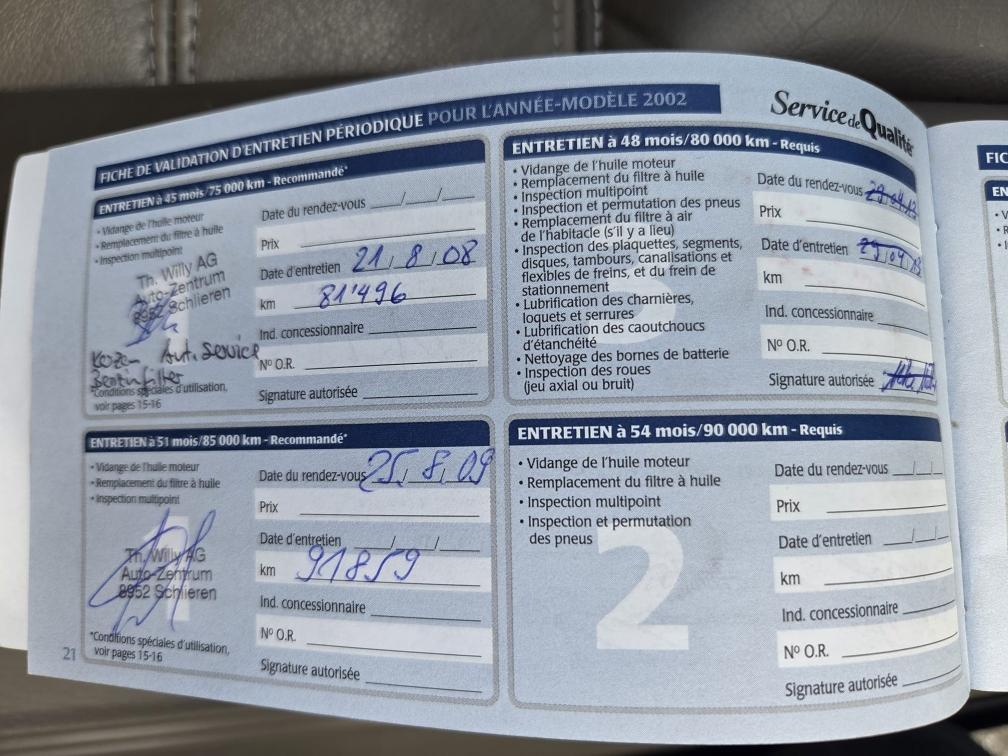 FICHE DE VALIDATION D'ENTRETIEN PÉRIODIQUE POUR L'ANNÉE-MODÈLE 2002
Service de Qualité
ENTRETIEN à 45 mois/75 000 km - Recommandé*
• Vidange de l'huile moteur
• Remplacement du filtre à huile
• Inspection multipoint
Th. Willy AG
Auto-Zentrum
8952 Schlieren
Aut. Service
Benzinfilter
*Conditions spéciales d'utilisation,
voir pages 15-16
Date du rendez-vous
Prix
Date d'entretien 21, 8, 08
km 81'496
Ind. concessionnaire
Nº O.R.
Signature autorisée
ENTRETIEN à 48 mois/80 000 km - Requis
• Vidange de l'huile moteur
• Remplacement du filtre à huile
• Inspection multipoint
• Inspection et permutation des pneus
• Remplacement du filtre à air
de l'habitacle (s'il y a lieu)
• Inspection des plaquettes, segments,
disques, tambours, canalisations et
flexibles de freins, et du frein de
stationnement
• Lubrification des charnières,
loquets et serrures
• Lubrification des caoutchoucs
d'étanchéité
• Nettoyage des bornes de batterie
• Inspection des roues
(jeu axial ou bruit)
Date du rendez-vous
Prix
Date d'entretien
km
Ind. concessionnaire
Nº O.R.
Signature autorisée
ENTRETIEN à 51 mois/85 000 km - Recommandé*
• Vidange de l'huile moteur
• Remplacement du filtre à huile
• Inspection multipoint
1
Th. Willy AG
Auto-Zentrum
8952 Schlieren
*Conditions spéciales d'utilisation,
voir pages 15-16
Date du rendez-vous 25, 8, 09
Prix
Date d'entretien
km 91859
Ind. concessionnaire
Nº O.R.
Signature autorisée
ENTRETIEN à 54 mois/90 000 km - Requis
• Vidange de l'huile moteur
• Remplacement du filtre à huile
• Inspection multipoint
• Inspection et permutation
des pneus
2
Date du rendez-vous
Prix
Date d'entretien
km
Ind. concessionnaire
Nº O.R.
Signature autorisée
21